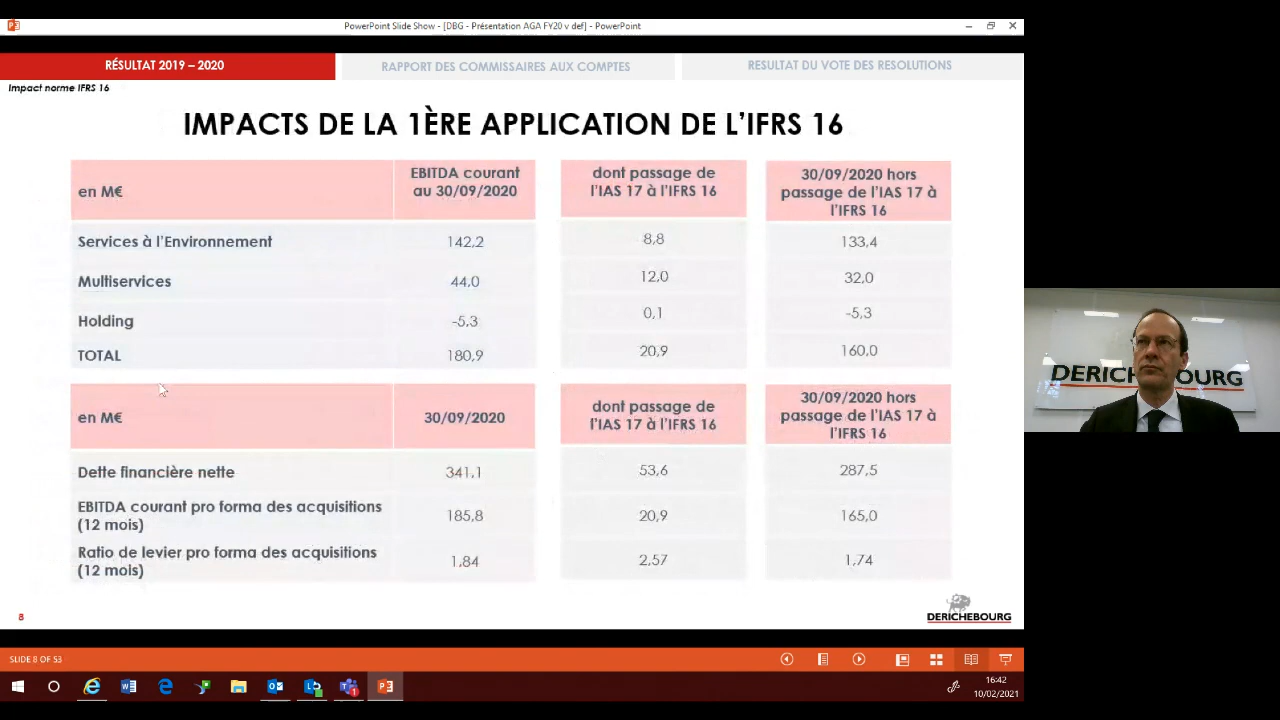 PowerPoint Slide Show - [DBG - Présentation AGA FY20 v def] - PowerPoint
RÉSULTAT 2019 – 2020
RAPPORT DES COMMISSAIRES AUX COMPTES
RESULTAT DU VOTE DES RESOLUTIONS
Impact norme IFRS 16
IMPACTS DE LA 1ÈRE APPLICATION DE L'IFRS 16
en M€
EBITDA courant
au 30/09/2020
dont passage de
l'IAS 17 à l'IFRS 16
30/09/2020 hors
passage de l'IAS 17 à
l'IFRS 16
Services à l'Environnement 142,2 8,8 133,4
Multiservices 44,0 12,0 32,0
Holding -5,3 0,1 -5,3
TOTAL 180,9 20,9 160,0
en M€
30/09/2020
dont passage de
l'IAS 17 à l'IFRS 16
30/09/2020 hors
passage de l'IAS 17 à
l'IFRS 16
Dette financière nette 341,1 53,6 287,5
EBITDA courant pro forma des acquisitions
(12 mois)
185,8 20,9 165,0
Ratio de levier pro forma des acquisitions
(12 mois)
1,84 2,57 1,74
8
DERICHEBOURG
SLIDE 8 OF 53
16:42
10/02/2021
DERICHEBOURG